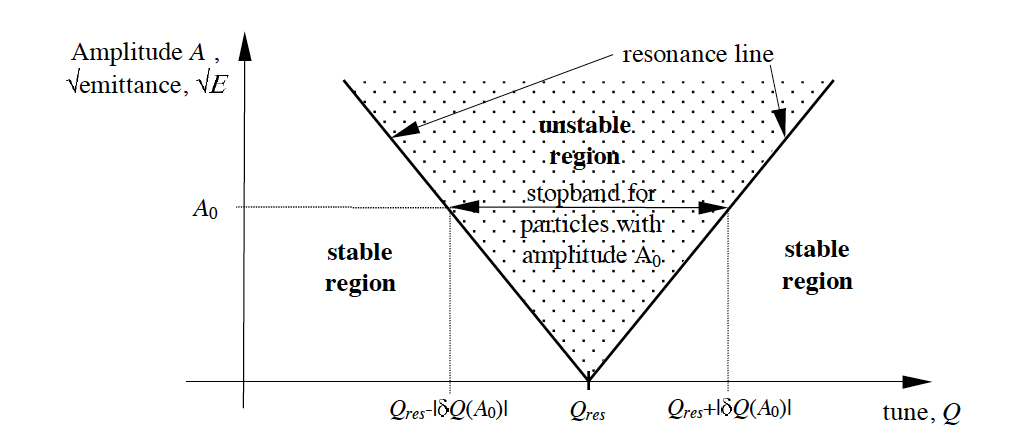 Amplitude A ,
√emittance, √E
resonance line
unstable
region
stopband for
particles with
amplitude A₀
A₀
stable
region
stable
region
Qres-|δQ(A₀)|
Qres
Qres+|δQ(A₀)|
tune, Q